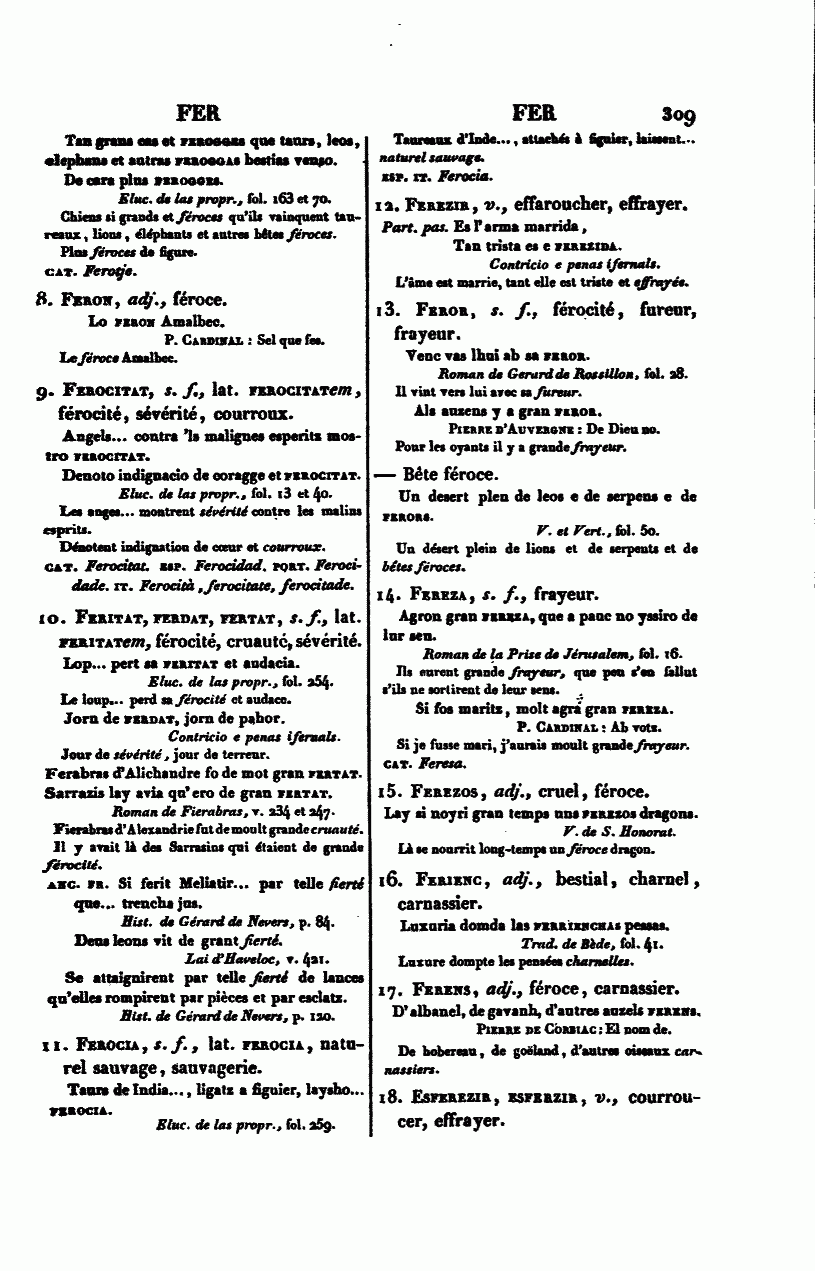 FER
Tan grans cas et FEROGGES que taurs, leos,
elephans et autras FEROGGAS bestias venso.
De cara plus FEROGGES.
Eluc. de las propr., fol. 163 et 70.
Chiens si grands et féroces qu'ils vainquent tau-
reaux, lions, éléphants et autres bêtes féroces.
Plus féroces de figure.
CAT. Ferotje.
8. FERON, adj., féroce.
Lo FERON Amalbec.
P. CARDINAL : Sel que fes.
Le féroce Amalbec.
9. FEROCITAT, s. f., lat. FEROCITATem,
férocité, sévérité, courroux.
Angels... contra 'ls malignes esperits mos-
tro FEROCITAT.
Denoto indignacio de coragge et FEROCITAT.
Eluc. de las propr., fol. 13 et 40.
Les anges... montrent sévérité contre les malins
esprits.
Dénotent indignation de cœur et courroux.
CAT. Ferocitat. ESP. Ferocidad. PORT. Feroci-
dade. IT. Ferocità, ferocitate, ferocitade.
10. FERITAT, FERDAT, FERTAT, s. f., lat.
FERITATem, férocité, cruauté, sévérité.
Lop... pert sa FERITAT et audacia.
Eluc. de las propr., fol. 254.
Le loup... perd sa férocité et audace.
Jorn de FERDAT, jorn de pahor.
Contricio e penas ifernals.
Jour de sévérité, jour de terreur.
Ferabras d'Alichandre fo de mot gran FERTAT.
Sarrazis lay avia qu'ero de gran FERTAT.
Roman de Fierabras, v. 234 et 247.
Fierabras d'Alexandrie fut de moult grande cruauté.
Il y avait là des Sarrasins qui étaient de grande
férocité.
ANC. FR. Si ferit Meliatir... par telle fierté
que... trencha jus.
Hist. de Gérard de Nevers, p. 84.
Deus leons vit de grant fierté.
Lai d'Haveloc, v. 421.
Se attaignirent par telle fierté de lances
qu'elles rompirent par pièces et par esclatz.
Hist. de Gérard de Nevers, p. 120.
11. FEROCIA, s. f., lat. FEROCIA, natu-
rel sauvage, sauvagerie.
Taurs de India..., ligatz a figuier, laysho...
FEROCIA.
Eluc. de las propr., fol. 259.
FER 309
Taureaux d'Inde..., attachés à figuier, laissent...
naturel sauvage.
ESP. IT. Ferocia.
12. FEREZIR, v., effaroucher, effrayer.
Part. pas. Es l'arma marrida,
Tan trista es e FEREZIDA.
Contricio e penas ifernals.
L'âme est marrie, tant elle est triste et effrayée.
13. FEROR, s. f., férocité, fureur,
frayeur.
Venc vas lhui ab sa FEROR.
Roman de Gerard de Rossillon, fol. 28.
Il vint vers lui avec sa fureur.
Als auzens y a gran FEROR.
PIERRE D'AUVERGNE : De Dieu no.
Pour les oyants il y a grande frayeur.
— Bête féroce.
Un desert plen de leos e de serpens e de
FERORS.
V. et Vert., fol. 50.
Un désert plein de lions et de serpents et de
bêtes féroces.
14. FEREZA, s. f., frayeur.
Agron gran FEREZA, que a pauc no yssiro de
lur sen.
Roman de la Prise de Jérusalem, fol. 16.
Ils eurent grande frayeur, que peu s'en fallut
s'ils ne sortirent de leur sens.
Si fos maritz, molt agra gran FEREZA.
P. CARDINAL : Ab votz.
Si je fusse mari, j'aurais moult grande frayeur.
CAT. Feresa.
15. FEREZOS, adj., cruel, féroce.
Lay si noyri gran temps uns FEREZOS dragons.
V. de S. Honorat.
Là se nourrit long-temps un féroce dragon.
16. FERIENC, adj., bestial, charnel,
carnassier.
Luxuria domda las FERRIENCHAS pessas.
Trad. de Bède, fol. 41.
Luxure dompte les pensées charnelles.
17. FERENS, adj., féroce, carnassier.
D'albanel, de gavanh, d'autres auzels FERENS.
PIERRE DE CORBIAC : El nom de.
De hobereau, de goëland, d'autres oiseaux car-
nassiers.
18. ESFEREZIR, ESFERZIR, v., courrou-
cer, effrayer.